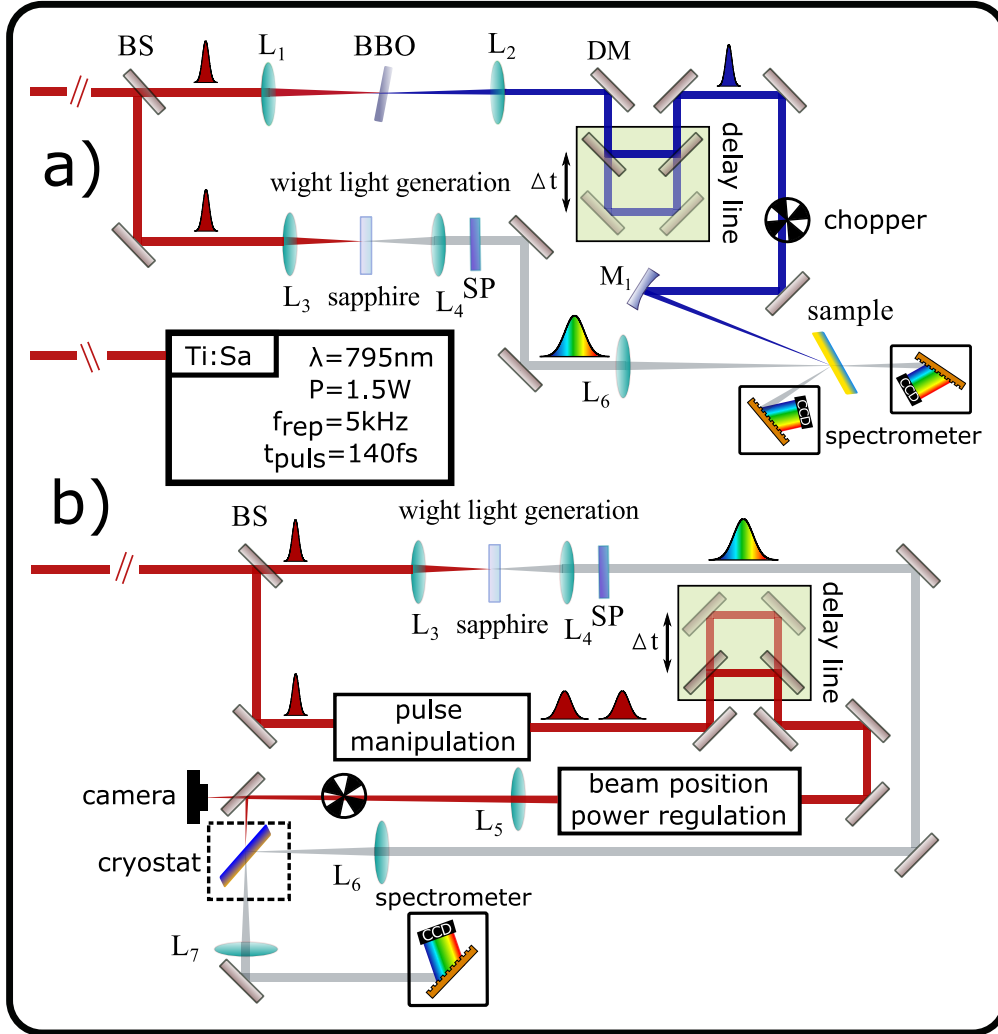 BS
L₁
BBO
L₂
DM
a)
wight light generation
Δt
delay line
chopper
L₃
sapphire
L₄
SP
M₁
sample
Ti:Sa
λ=795nm
P=1.5W
frep=5kHz
tpuls=140fs
L₆
CCD
CCD
spectrometer
b)
BS
wight light generation
L₃
sapphire
L₄
SP
Δt
delay line
pulse
manipulation
camera
L₅
beam position
power regulation
cryostat
L₆
spectrometer
CCD
L₇